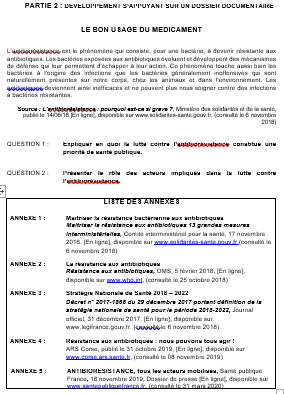 PARTIE 2 : DEVELOPPEMENT S'APPUYANT SUR UN DOSSIER DOCUMENTAIRE
LE BON USAGE DU MEDICAMENT
L'antibiorésistance est le phénomène qui consiste, pour une bactérie, à devenir résistante aux
antibiotiques. Les bactéries exposées aux antibiotiques évoluent et développent des mécanismes
de défense qui leur permettent d'échapper à leur action. Ce phénomène touche aussi bien les
bactéries à l'origine des infections que les bactéries généralement inoffensives qui sont
naturellement présentes sur notre corps, chez les animaux et dans l'environnement. Les
antibiotiques deviennent ainsi inefficaces et ne peuvent plus nous soigner contre des infections
à bactéries résistantes.
Source : L'antibiorésistance : pourquoi est-ce si grave ?, Ministère des solidarités et de la santé,
publié le 14/06/18 [En ligne], disponible sur www.solidarites-sante.gouv.fr, (consulté le 6 novembre
2018)
QUESTION 1 : Expliquer en quoi la lutte contre l'antibiorésistance constitue une
priorité de santé publique.
QUESTION 2 : Présenter le rôle des acteurs impliqués dans la lutte contre
l'antibiorésistance.
LISTE DES ANNEXES
ANNEXE 1 : Maitriser la résistance bactérienne aux antibiotiques
Maitriser la résistance aux antibiotiques 13 grandes mesures
interministérielles, Comité interministériel pour la santé, 17 novembre
2016. [En ligne], disponible sur www.solidarites-sante.gouv.fr (consulté le
6 novembre 2018)
ANNEXE 2 : La résistance aux antibiotiques
Résistance aux antibiotiques, OMS, 5 février 2018, [En ligne],
disponible sur www.who.int. (consulté le 25 octobre 2018)
ANNEXE 3 : Stratégie Nationale de Santé 2018 – 2022
Décret n° 2017-1866 du 29 décembre 2017 portant définition de la
stratégie nationale de santé pour la période 2018-2022, Journal
officiel, 31 décembre 2017. [En ligne], disponible sur
www.legifrance.gouv.fr. (consulté le 6 novembre 2018)
ANNEXE 4 : Résistance aux antibiotiques : nous pouvons tous agir !
ARS Corse, publié le 31 octobre 2019, [En ligne], disponible sur
www.corse.ars.sante.fr. (consulté le 08 novembre 2019)
ANNEXE 5 : ANTIBIORESISTANCE, tous les acteurs mobilisés, Santé publique
France, 18 novembre 2019, Dossier de presse [En ligne], disponible sur
www.santepubliquefrance.fr (consulté le 31 mars 2020)